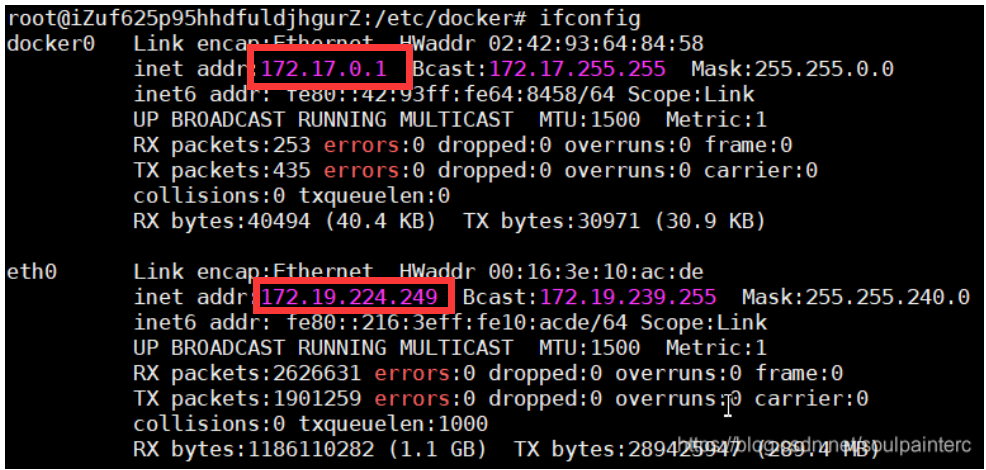 root@iZuf625p95hhdfuldjhgurZ:/etc/docker# ifconfig
docker0 Link encap:Ethernet HWaddr 02:42:93:64:84:58
inet addr:172.17.0.1 Bcast:172.17.255.255 Mask:255.255.0.0
inet6 addr: fe80::42:93ff:fe64:8458/64 Scope:Link
UP BROADCAST RUNNING MULTICAST MTU:1500 Metric:1
RX packets:253 errors:0 dropped:0 overruns:0 frame:0
TX packets:435 errors:0 dropped:0 overruns:0 carrier:0
collisions:0 txqueuelen:0
RX bytes:40494 (40.4 KB) TX bytes:30971 (30.9 KB)
eth0 Link encap:Ethernet HWaddr 00:16:3e:10:ac:de
inet addr:172.19.224.249 Bcast:172.19.239.255 Mask:255.255.240.0
inet6 addr: fe80::216:3eff:fe10:acde/64 Scope:Link
UP BROADCAST RUNNING MULTICAST MTU:1500 Metric:1
RX packets:2626631 errors:0 dropped:0 overruns:0 frame:0
TX packets:1901259 errors:0 dropped:0 overruns:0 carrier:0
collisions:0 txqueuelen:1000
RX bytes:1186110282 (1.1 GB) TX bytes:289425947 (289.4 MB)
https://blog.csdn.net/soulpainterc